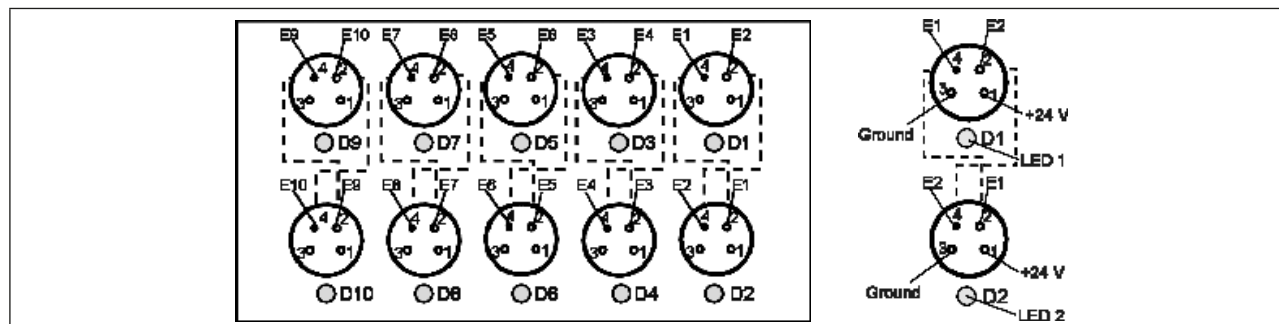 E9 E10 E7 E8 E5 E6 E3 E4 E1 E2
4 2 4 2 4 2 4 2 4 2
3 1 3 1 3 1 3 1 3 1
D9 D7 D5 D3 D1
E10 E9 E8 E7 E6 E5 E4 E3 E2 E1
4 2 4 2 4 2 4 2 4 2
3 1 3 1 3 1 3 1 3 1
D10 D8 D6 D4 D2
E1 E2
4 2
3 1
+24 V
Ground
D1
LED 1
E2 E1
4 2
3 1
+24 V
Ground
D2
LED 2